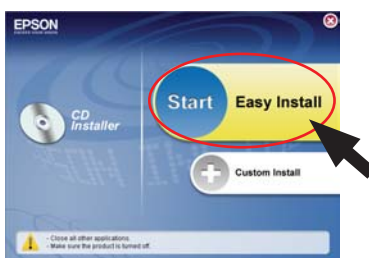 EPSON
CD
Installer
Start Easy Install
Custom Install
- Close all other applications.
- Make sure the product is turned off.